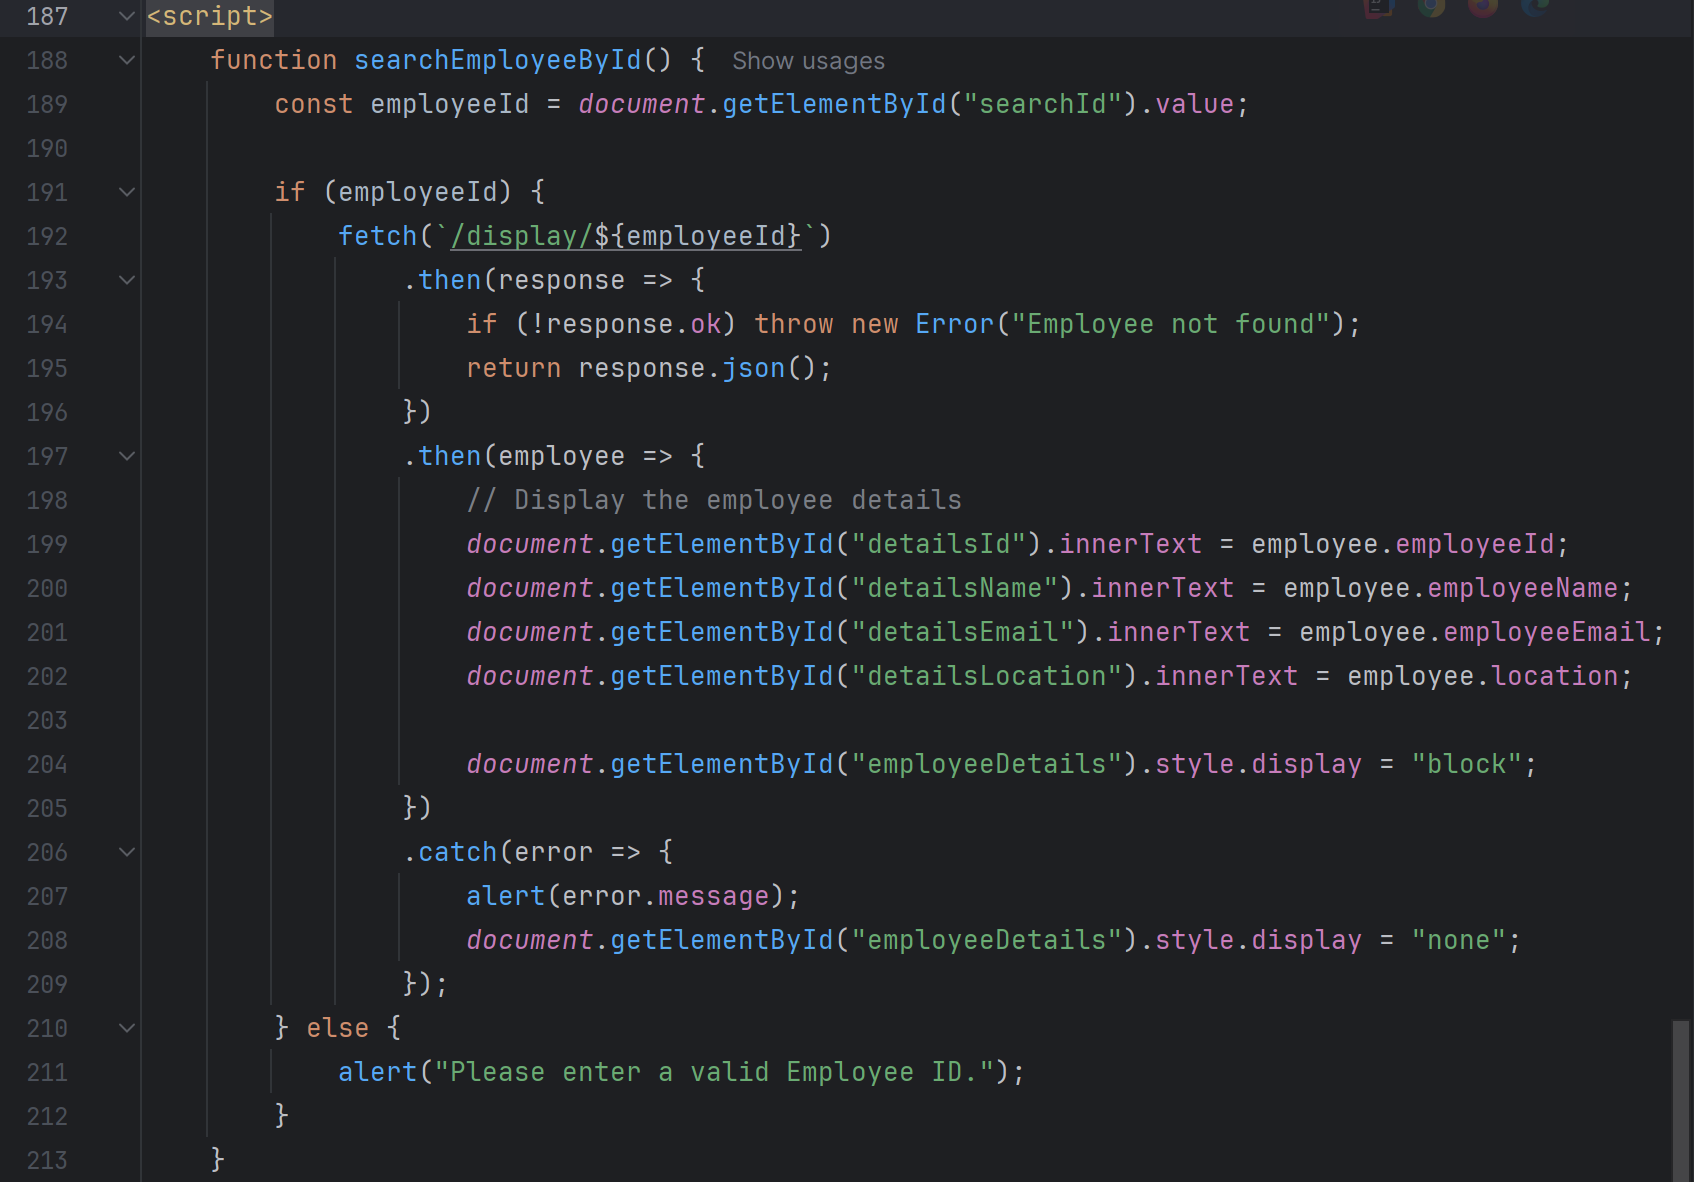 187 <script>
188 function searchEmployeeById() { Show usages
189 const employeeId = document.getElementById("searchId").value;
190
191 if (employeeId) {
192 fetch(`/display/${employeeId}`)
193 .then(response => {
194 if (!response.ok) throw new Error("Employee not found");
195 return response.json();
196 })
197 .then(employee => {
198 // Display the employee details
199 document.getElementById("detailsId").innerText = employee.employeeId;
200 document.getElementById("detailsName").innerText = employee.employeeName;
201 document.getElementById("detailsEmail").innerText = employee.employeeEmail;
202 document.getElementById("detailsLocation").innerText = employee.location;
203
204 document.getElementById("employeeDetails").style.display = "block";
205 })
206 .catch(error => {
207 alert(error.message);
208 document.getElementById("employeeDetails").style.display = "none";
209 });
210 } else {
211 alert("Please enter a valid Employee ID.");
212 }
213 }